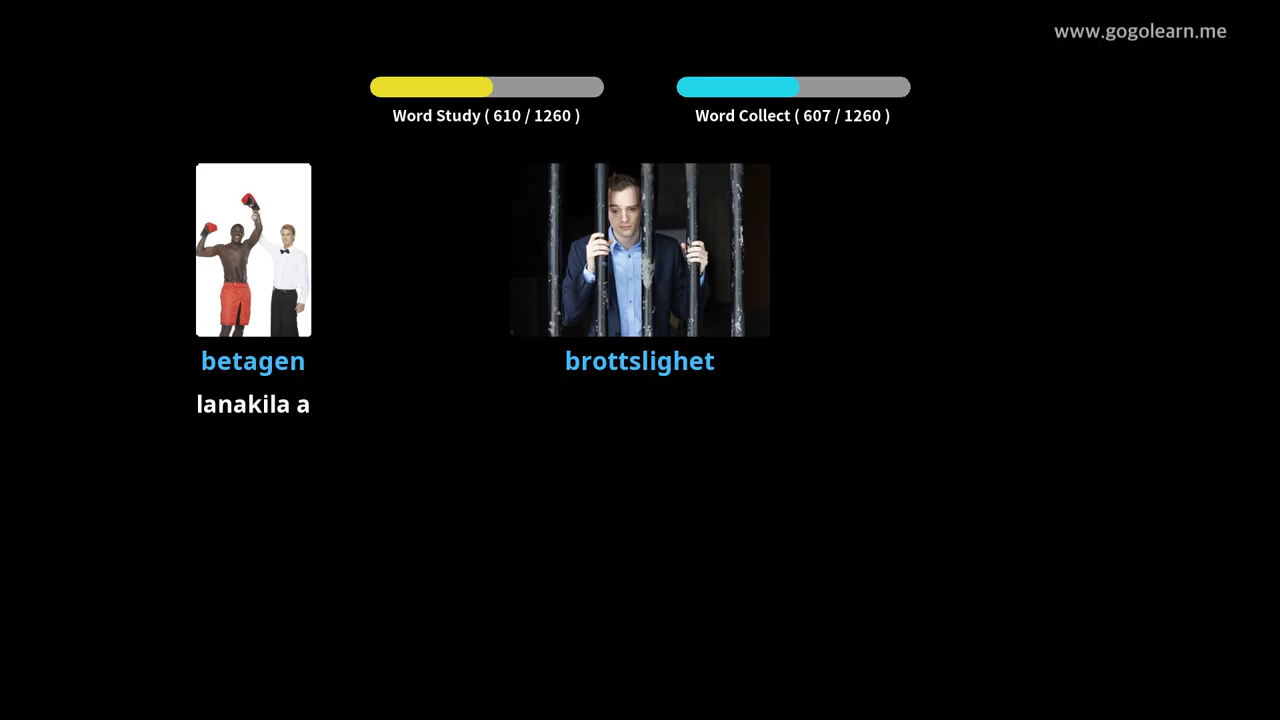 www.gogolearn.me
Word Study ( 610 / 1260 )
Word Collect ( 607 / 1260 )
betagen
brottslighet
lanakila a